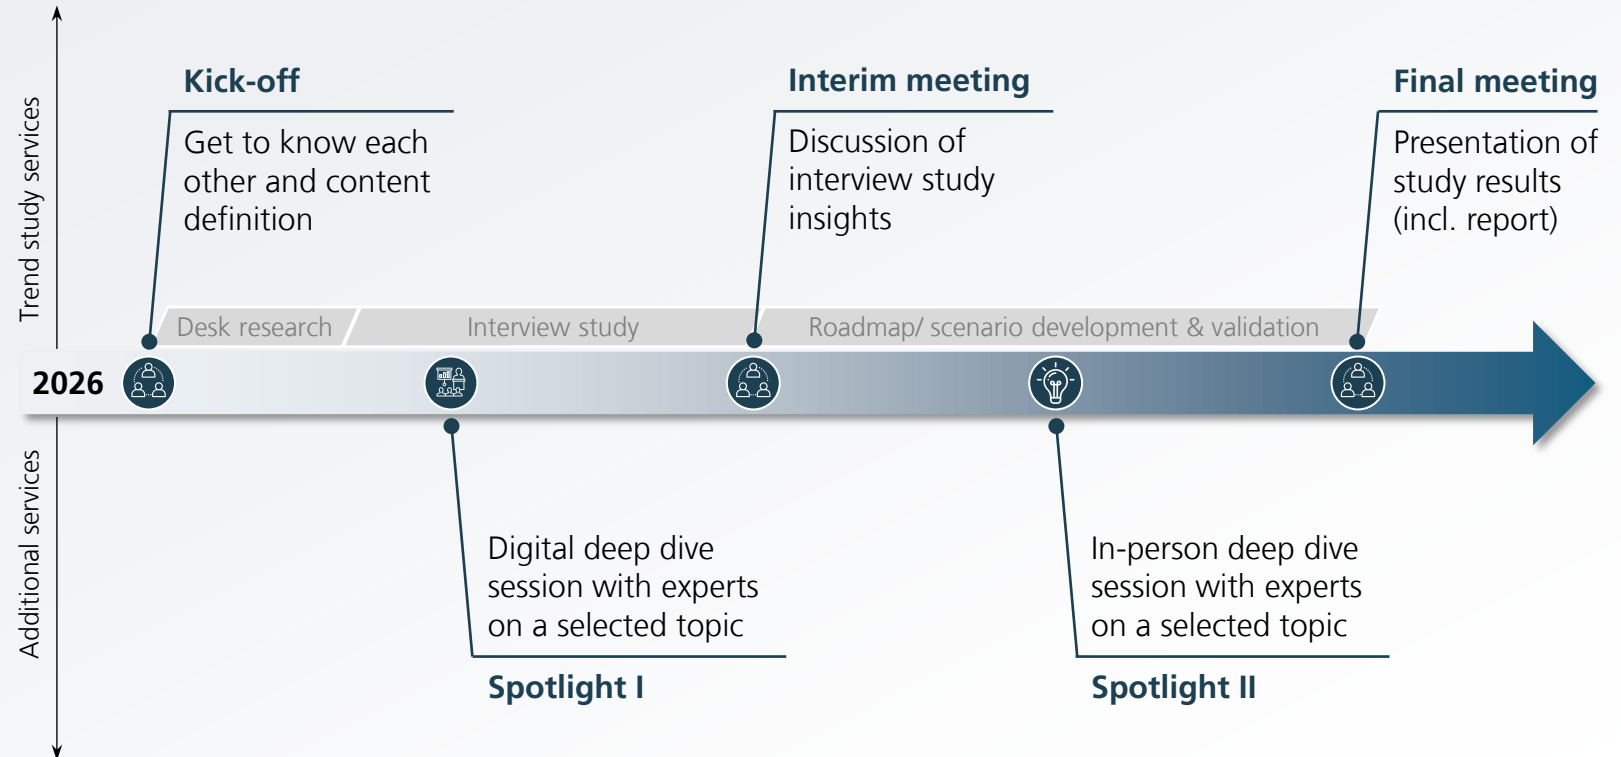 Trend study services
Kick-off
Get to know each
other and content
definition
Interim meeting
Discussion of
interview study
insights
Final meeting
Presentation of
study results
(incl. report)
Desk research
Interview study
Roadmap/ scenario development & validation
2026
Additional services
Digital deep dive
session with experts
on a selected topic
Spotlight I
In-person deep dive
session with experts
on a selected topic
Spotlight II